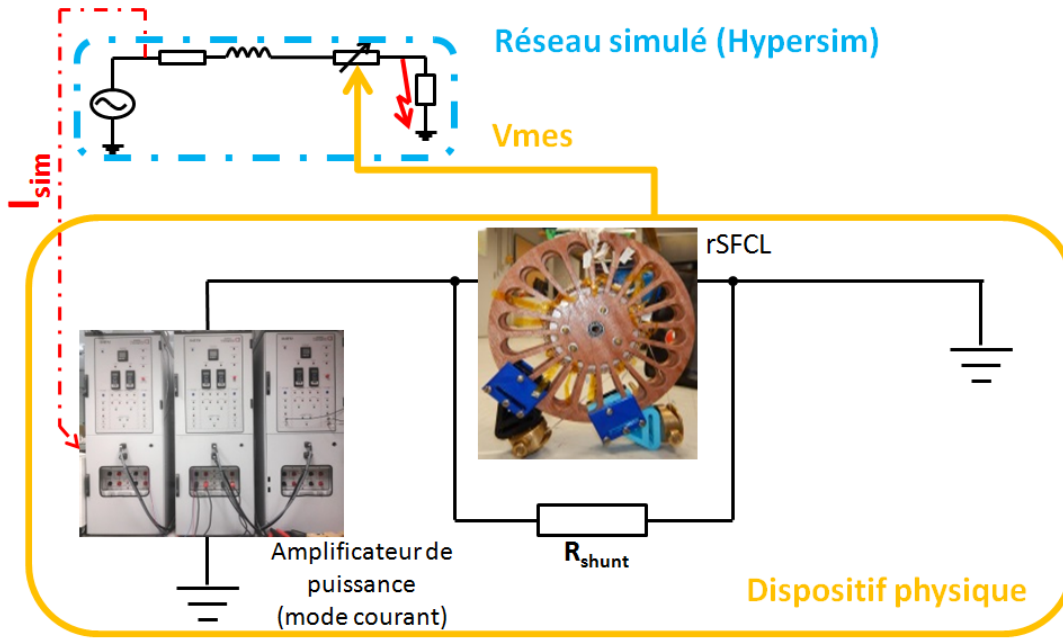 Réseau simulé (Hypersim)
Vmes
Isim
rSFCL
Amplificateur de
puissance
(mode courant)
Rshunt
Dispositif physique